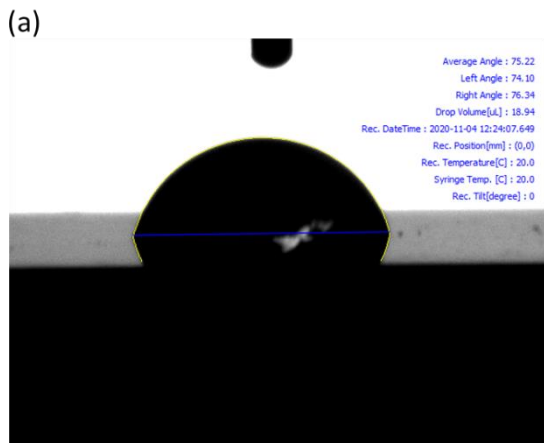 (a)
Average Angle : 75.22
Left Angle : 74.10
Right Angle : 76.34
Drop Volume[uL] : 18.94
Rec. DateTime : 2020-11-04 12:24:07.649
Rec. Position[mm] : (0,0)
Rec. Temperature[C] : 20.0
Syringe Temp. [C] : 20.0
Rec. Tilt[degree] : 0